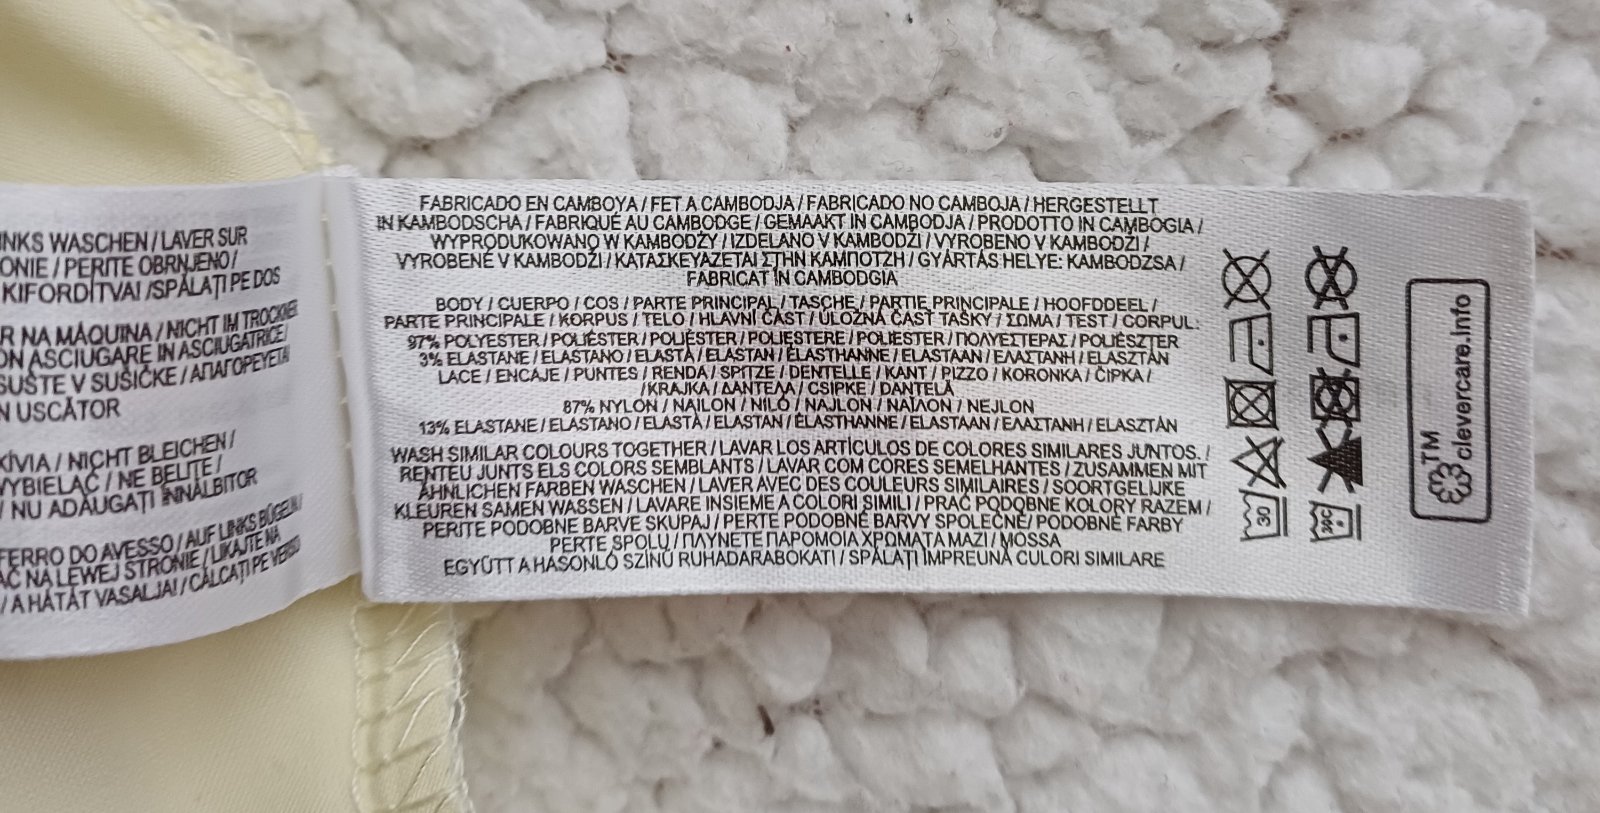 INKS WASCHEN / LAVER SUR
ONIE / PERITE OBRNJENO /
KIFORDÍTVA! /SPĂLAȚI PE DOS
R NA MÁQUINA / NICHT IM TROCKNER
ON ASCIUGARE IN ASCIUGATRICE /
SUŠTE V SUŠIČKE / ΑΠΑΓΟΡΕΥΕΤΑΙ
N USCĂTOR
XÍVIA / NICHT BLEICHEN /
WYBIELAĆ / NE BELITE /
/ NU ADĂUGAȚI ÎNNĂLBITOR
FERRO DO AVESSO / AUF LINKS BÜGELN /
AĆ NA LEWEJ STRONIE / LIKAJTE NA
/ A HÁTÁT VASALJA! / CĂLCAȚI PE VERSO
FABRICADO EN CAMBOYA / FET A CAMBODJA / FABRICADO NO CAMBOJA / HERGESTELLT
IN KAMBODSCHA / FABRIQUÉ AU CAMBODGE / GEMAAKT IN CAMBODJA / PRODOTTO IN CAMBOGIA /
WYPRODUKOWANO W KAMBODŻY / IZDELANO V KAMBODŽI / VYROBENO V KAMBODŽI /
VYROBENÉ V KAMBODŽI / ΚΑΤΑΣΚΕΥΑΖΕΤΑΙ ΣΤΗΝ ΚΑΜΠΟΤΖΗ / GYÁRTÁS HELYE: KAMBODZSA /
FABRICAT ÎN CAMBODGIA
BODY / CUERPO / COS / PARTE PRINCIPAL / TASCHE / PARTIE PRINCIPALE / HOOFDDEEL /
PARTE PRINCIPALE / KORPUS / TELO / HLAVNÍ ČÁST / ÚLOŽNÁ ČASŤ TAŠKY / ΣΩΜΑ / TEST / CORPUL:
97% POLYESTER / POLIÉSTER / POLIÈSTER / POLIESTERE / POLIESTER / ΠΟΛΥΕΣΤΕΡΑΣ / POLIÉSZTER
3% ELASTANE / ELASTANO / ELASTÀ / ELASTAN / ÉLASTHANNE / ELASTAAN / ΕΛΑΣΤΑΝΗ / ELASZTÁN
LACE / ENCAJE / PUNTES / RENDA / SPITZE / DENTELLE / KANT / PIZZO / KORONKA / ČIPKA /
/KRAJKA / ΔΑΝΤΕΛΑ / CSIPKE / DANTELĂ
87% NYLON / NAILON / NILÓ / NAJLON / ΝΑΪΛΟΝ / NEJLON
13% ELASTANE / ELASTANO / ELASTÀ / ELASTAN / ÉLASTHANNE / ELASTAAN / ΕΛΑΣΤΑΝΗ / ELASZTÁN
WASH SIMILAR COLOURS TOGETHER / LAVAR LOS ARTÍCULOS DE COLORES SIMILARES JUNTOS. /
RENTEU JUNTS ELS COLORS SEMBLANTS / LAVAR COM CORES SEMELHANTES / ZUSAMMEN MIT
ÄHNLICHEN FARBEN WASCHEN / LAVER AVEC DES COULEURS SIMILAIRES / SOORTGELIJKE
KLEUREN SAMEN WASSEN / LAVARE INSIEME A COLORI SIMILI / PRAĆ PODOBNE KOLORY RAZEM /
PERITE PODOBNE BARVE SKUPAJ / PERTE PODOBNÉ BARVY SPOLEČNĚ/ PODOBNÉ FARBY
PERTE SPOLU / ΠΛΥΝΕΤΕ ΠΑΡΟΜΟΙΑ ΧΡΩΜΑΤΑ ΜΑΖΙ / MOSSA
EGYÜTT A HASONLÓ SZÍNŰ RUHADARABOKAT! / SPĂLAȚI ÎMPREUNĂ CULORI SIMILARE
30
30C
TM
clevercare.info